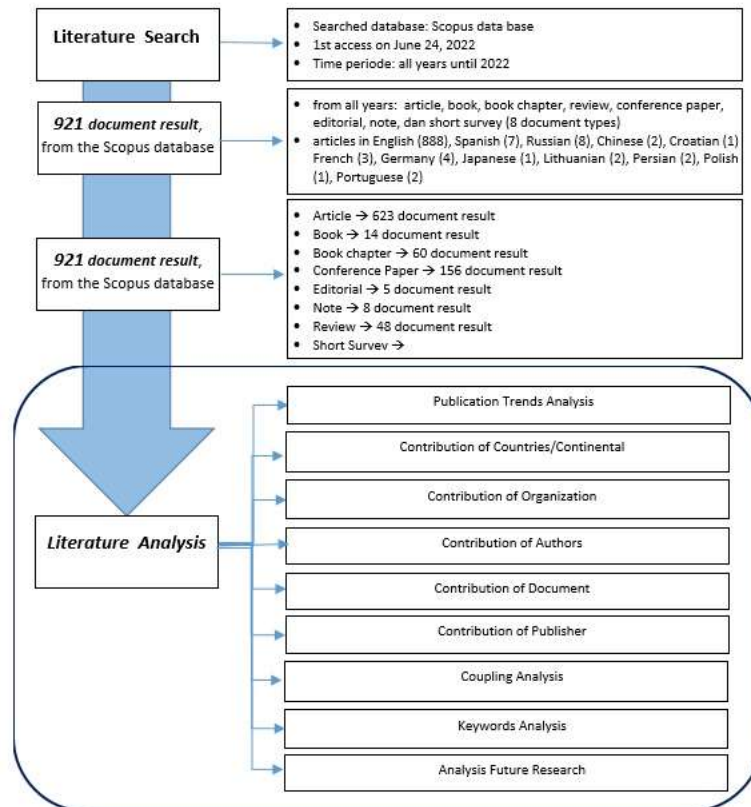 Literature Search
• Searched database: Scopus data base
• 1st access on June 24, 2022
• Time periode: all years until 2022
921 document result,
from the Scopus database
• from all years: article, book, book chapter, review, conference paper,
editorial, note, dan short survey (8 document types)
• articles in English (888), Spanish (7), Russian (8), Chinese (2), Croatian (1)
French (3), Germany (4), Japanese (1), Lithuanian (2), Persian (2), Polish
(1), Portuguese (2)
921 document result,
from the Scopus database
• Article → 623 document result
• Book → 14 document result
• Book chapter → 60 document result
• Conference Paper → 156 document result
• Editorial → 5 document result
• Note → 8 document result
• Review → 48 document result
• Short Survey →
Literature Analysis
Publication Trends Analysis
Contribution of Countries/Continental
Contribution of Organization
Contribution of Authors
Contribution of Document
Contribution of Publisher
Coupling Analysis
Keywords Analysis
Analysis Future Research